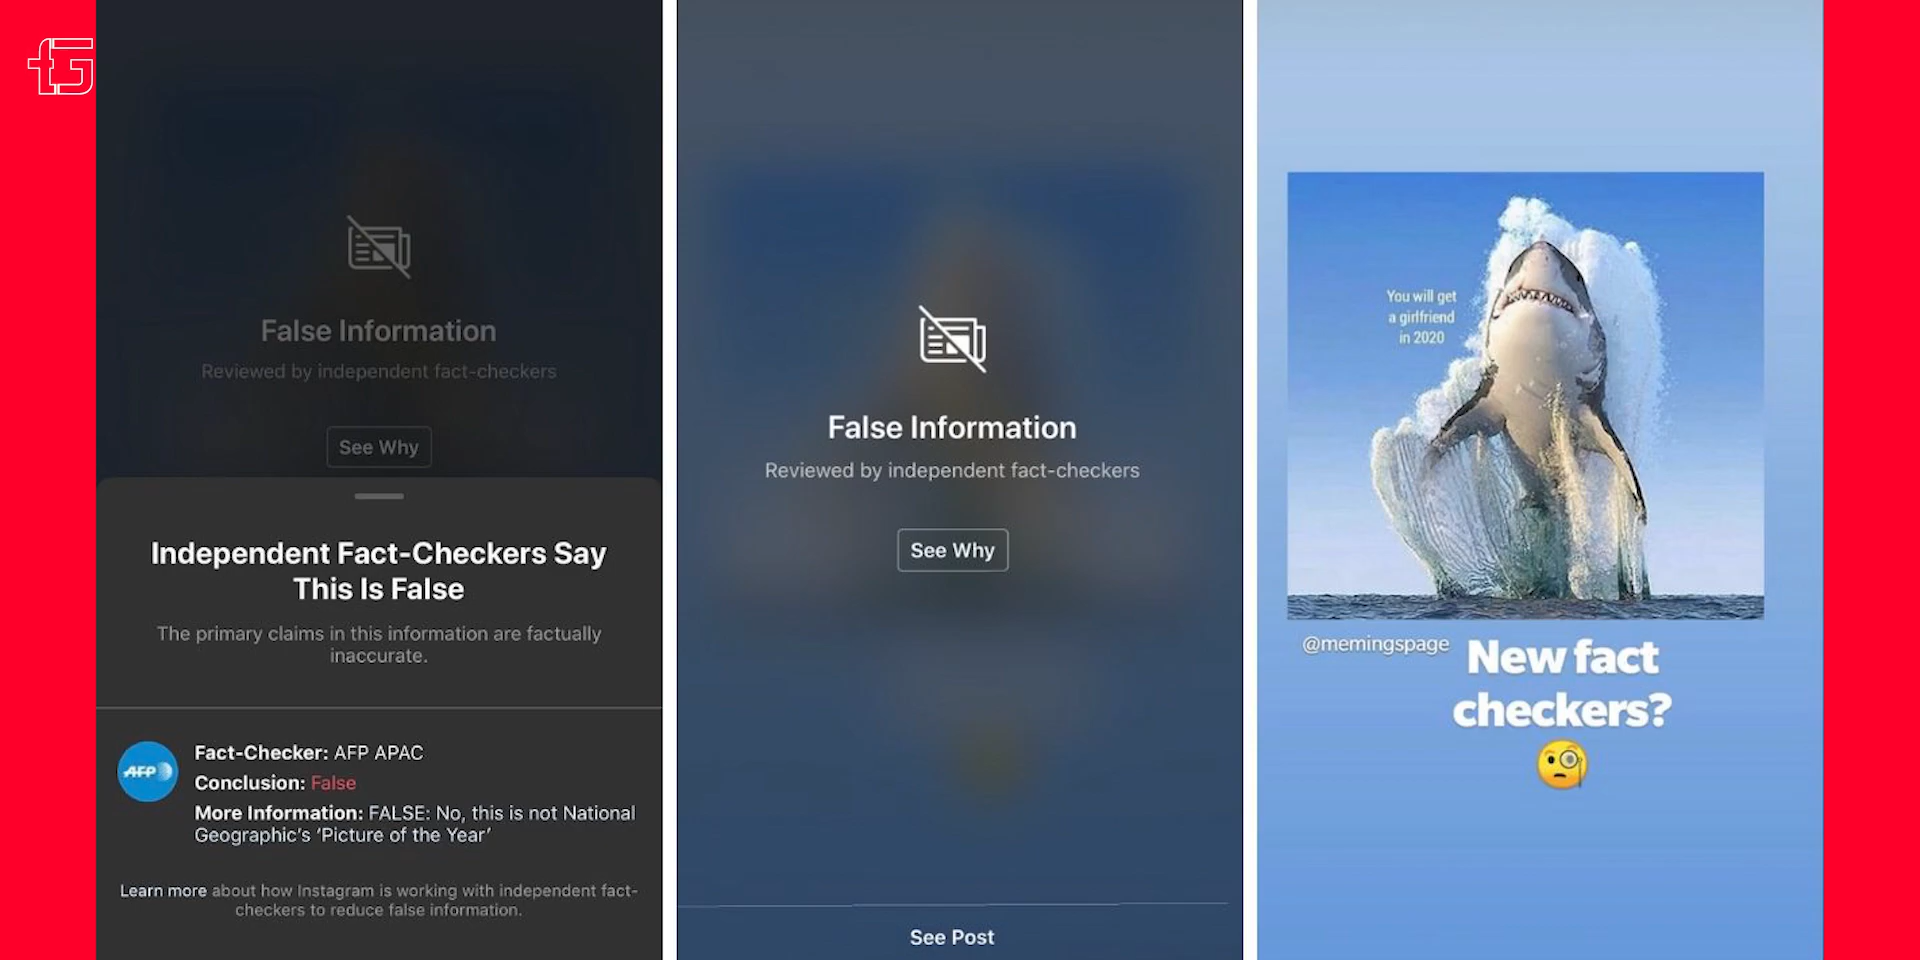 fG
False Information
Reviewed by independent fact-checkers
See Why
Independent Fact-Checkers Say
This Is False
The primary claims in this information are factually
inaccurate.
AFP
Fact-Checker: AFP APAC
Conclusion: False
More Information: FALSE: No, this is not National
Geographic's ‘Picture of the Year’
Learn more about how Instagram is working with independent fact-
checkers to reduce false information.
False Information
Reviewed by independent fact-checkers
See Why
See Post
You will get
a girlfriend
in 2020
@memingspage
New fact
checkers?